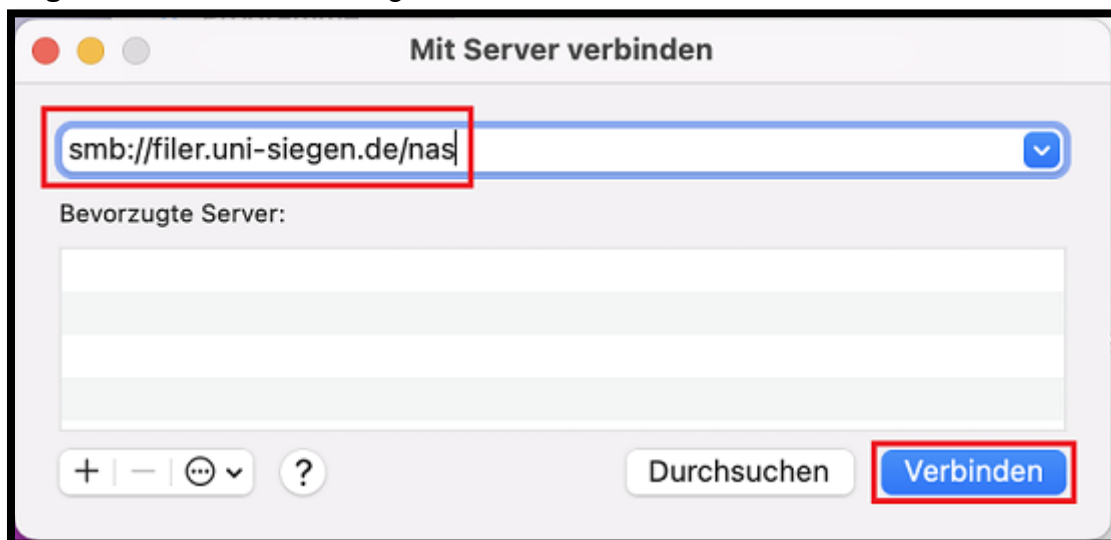 Mit Server verbinden
smb://filer.uni-siegen.de/nas
Bevorzugte Server:
?
Durchsuchen
Verbinden